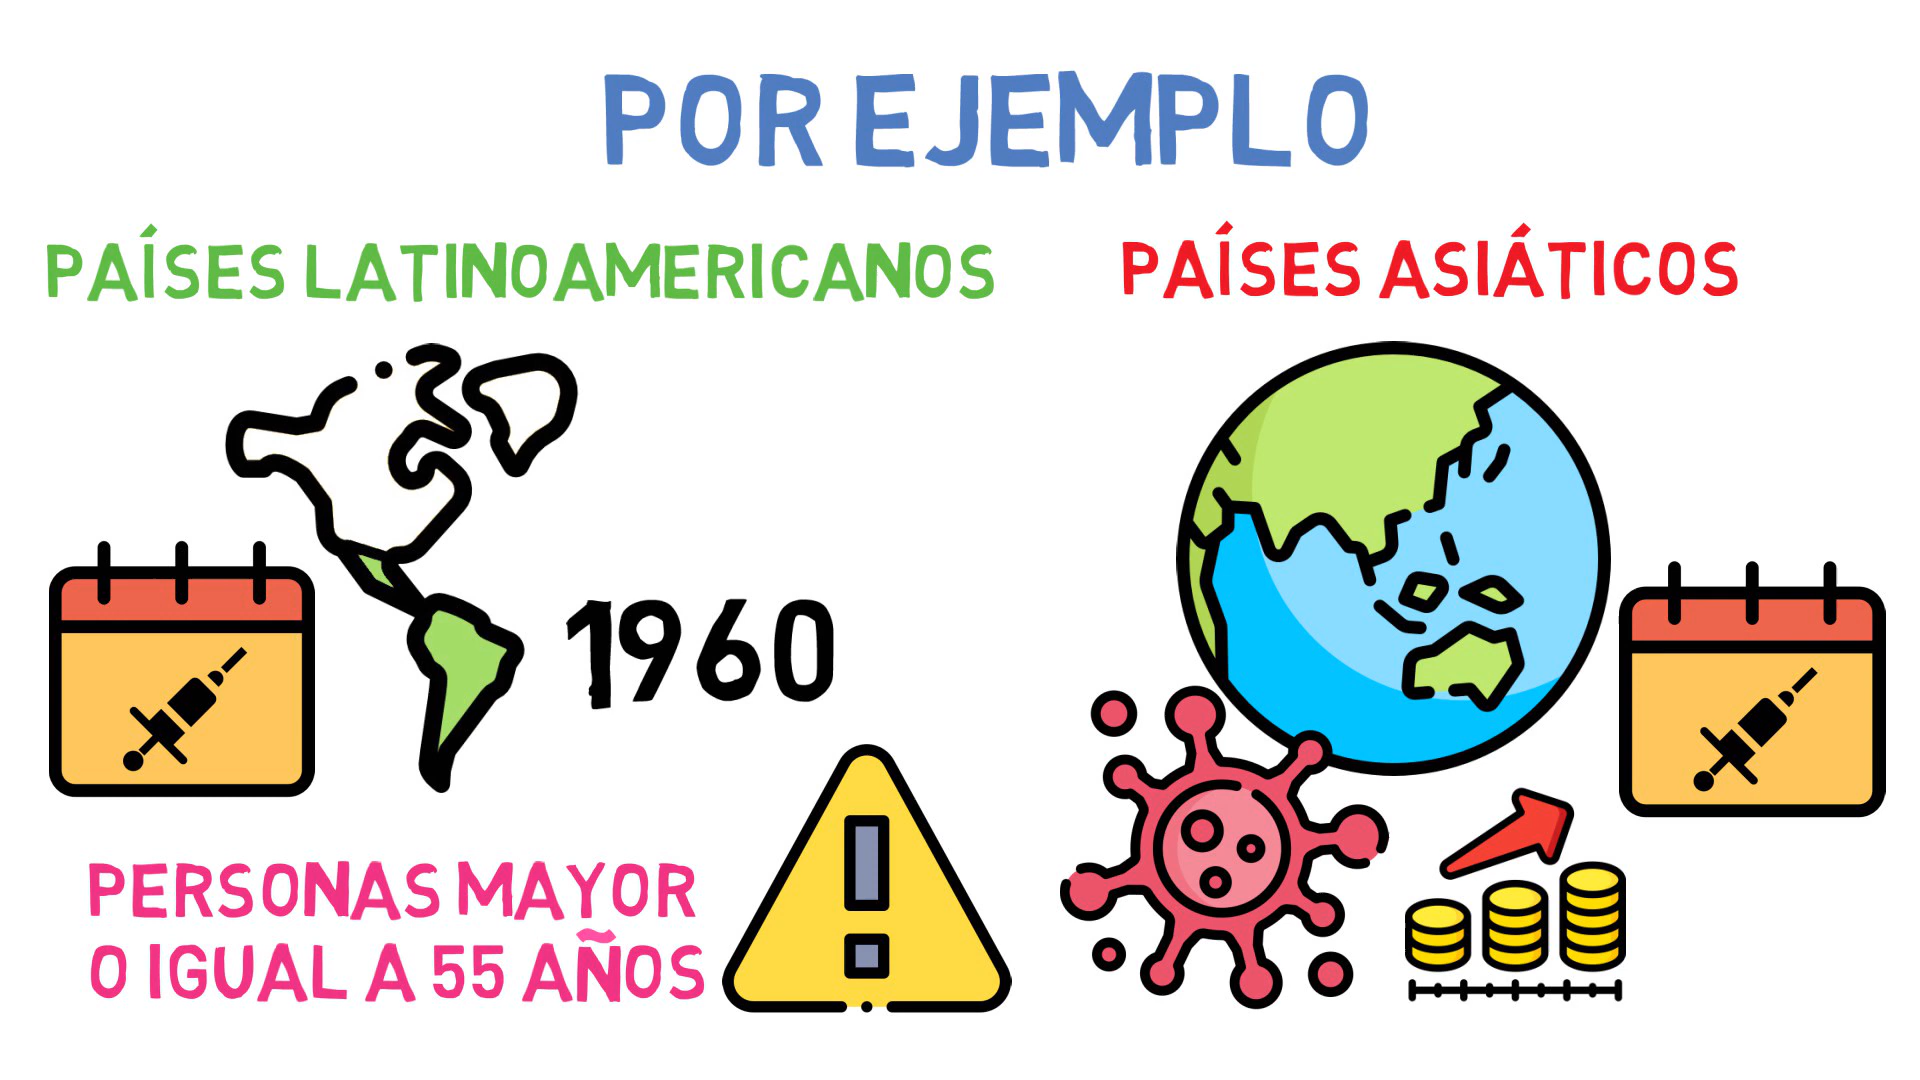 POR EJEMPLO
PAÍSES LATINOAMERICANOS
PAÍSES ASIÁTICOS
1960
PERSONAS MAYOR
O IGUAL A 55 AÑOS